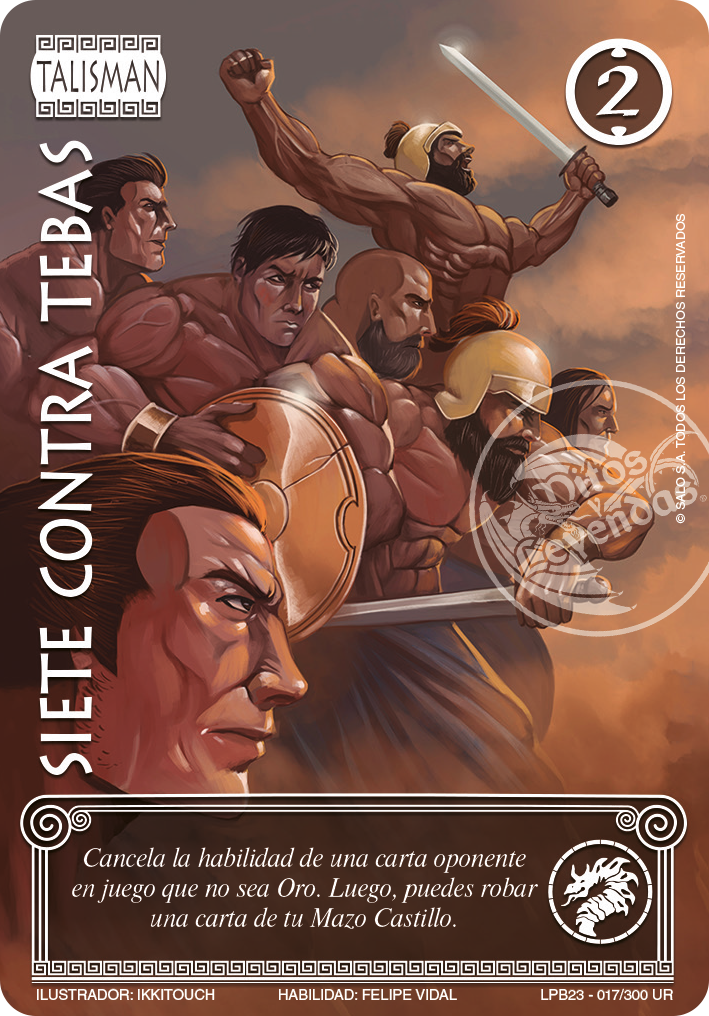 TALISMAN
2
SIETE CONTRA TEBAS
© SALO S.A. TODOS LOS DERECHOS RESERVADOS
Mitos
y
Leyendas
®
Cancela la habilidad de una carta oponente
en juego que no sea Oro. Luego, puedes robar
una carta de tu Mazo Castillo.
ILUSTRADOR: IKKITOUCH
HABILIDAD: FELIPE VIDAL
LPB23 - 017/300 UR